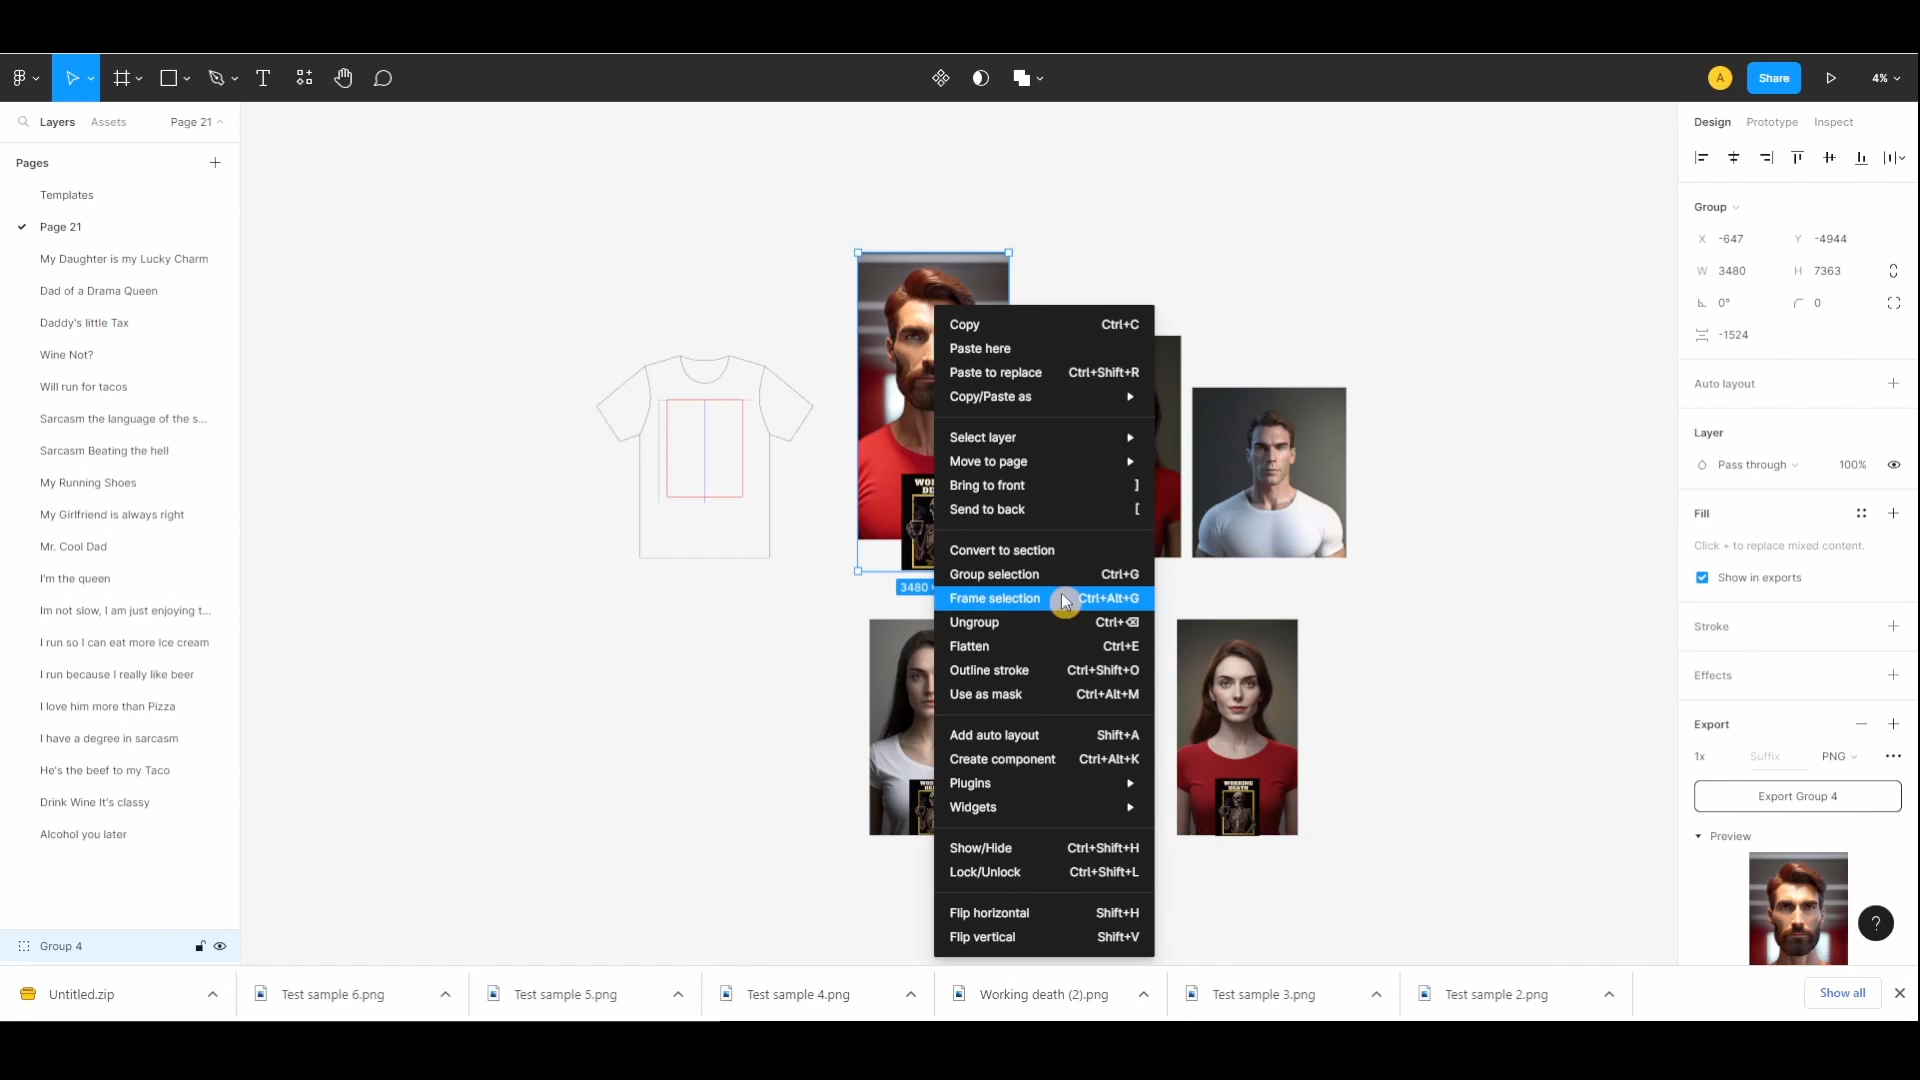 A
Share
4%
Layers
Assets
Page 21
Pages
Templates
Page 21
My Daughter is my Lucky Charm
Dad of a Drama Queen
Daddy's little Tax
Wine Not?
Will run for tacos
Sarcasm the language of the s...
Sarcasm Beating the hell
My Running Shoes
My Girlfriend is always right
Mr. Cool Dad
I'm the queen
Im not slow, I am just enjoying t...
I run so I can eat more Ice cream
I run because I really like beer
I love him more than Pizza
I have a degree in sarcasm
He's the beef to my Taco
Drink Wine It's classy
Alcohol you later
Group 4
3480
Copy Ctrl+C
Paste here
Paste to replace Ctrl+Shift+R
Copy/Paste as
Select layer
Move to page
Bring to front ]
Send to back [
Convert to section
Group selection Ctrl+G
Frame selection Ctrl+Alt+G
Ungroup Ctrl+⌫
Flatten Ctrl+E
Outline stroke Ctrl+Shift+O
Use as mask Ctrl+Alt+M
Add auto layout Shift+A
Create component Ctrl+Alt+K
Plugins
Widgets
Show/Hide Ctrl+Shift+H
Lock/Unlock Ctrl+Shift+L
Flip horizontal Shift+H
Flip vertical Shift+V
WORKING
DEATH
Design
Prototype
Inspect
Group
X -647 Y -4944
W 3480 H 7363
0° 0
-1524
Auto layout
Layer
Pass through 100%
Fill
Click + to replace mixed content.
Show in exports
Stroke
Effects
Export
1x Suffix PNG
Export Group 4
Preview
?
Untitled.zip
Test sample 6.png
Test sample 5.png
Test sample 4.png
Working death (2).png
Test sample 3.png
Test sample 2.png
Show all